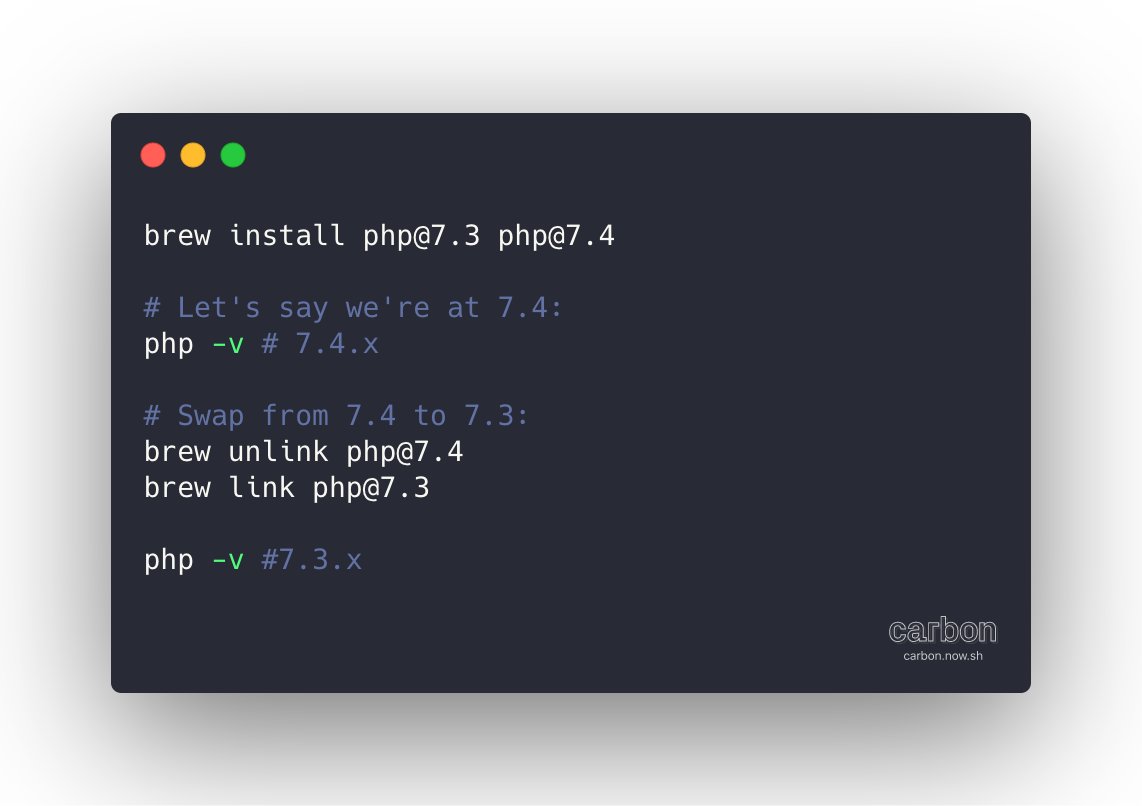 brew install php@7.3 php@7.4
# Let's say we're at 7.4:
php -v # 7.4.x
# Swap from 7.4 to 7.3:
brew unlink php@7.4
brew link php@7.3
php -v #7.3.x
carbon
carbon.now.sh